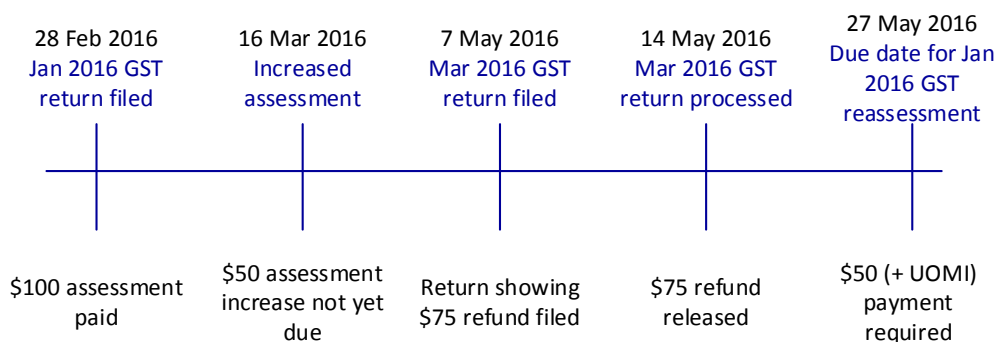 28 Feb 2016
Jan 2016 GST
return filed
16 Mar 2016
Increased
assessment
7 May 2016
Mar 2016 GST
return filed
14 May 2016
Mar 2016 GST
return processed
27 May 2016
Due date for Jan
2016 GST
reassessment
$100 assessment
paid
$50 assessment
increase not yet
due
Return showing
$75 refund filed
$75 refund
released
$50 (+ UOMI)
payment
required